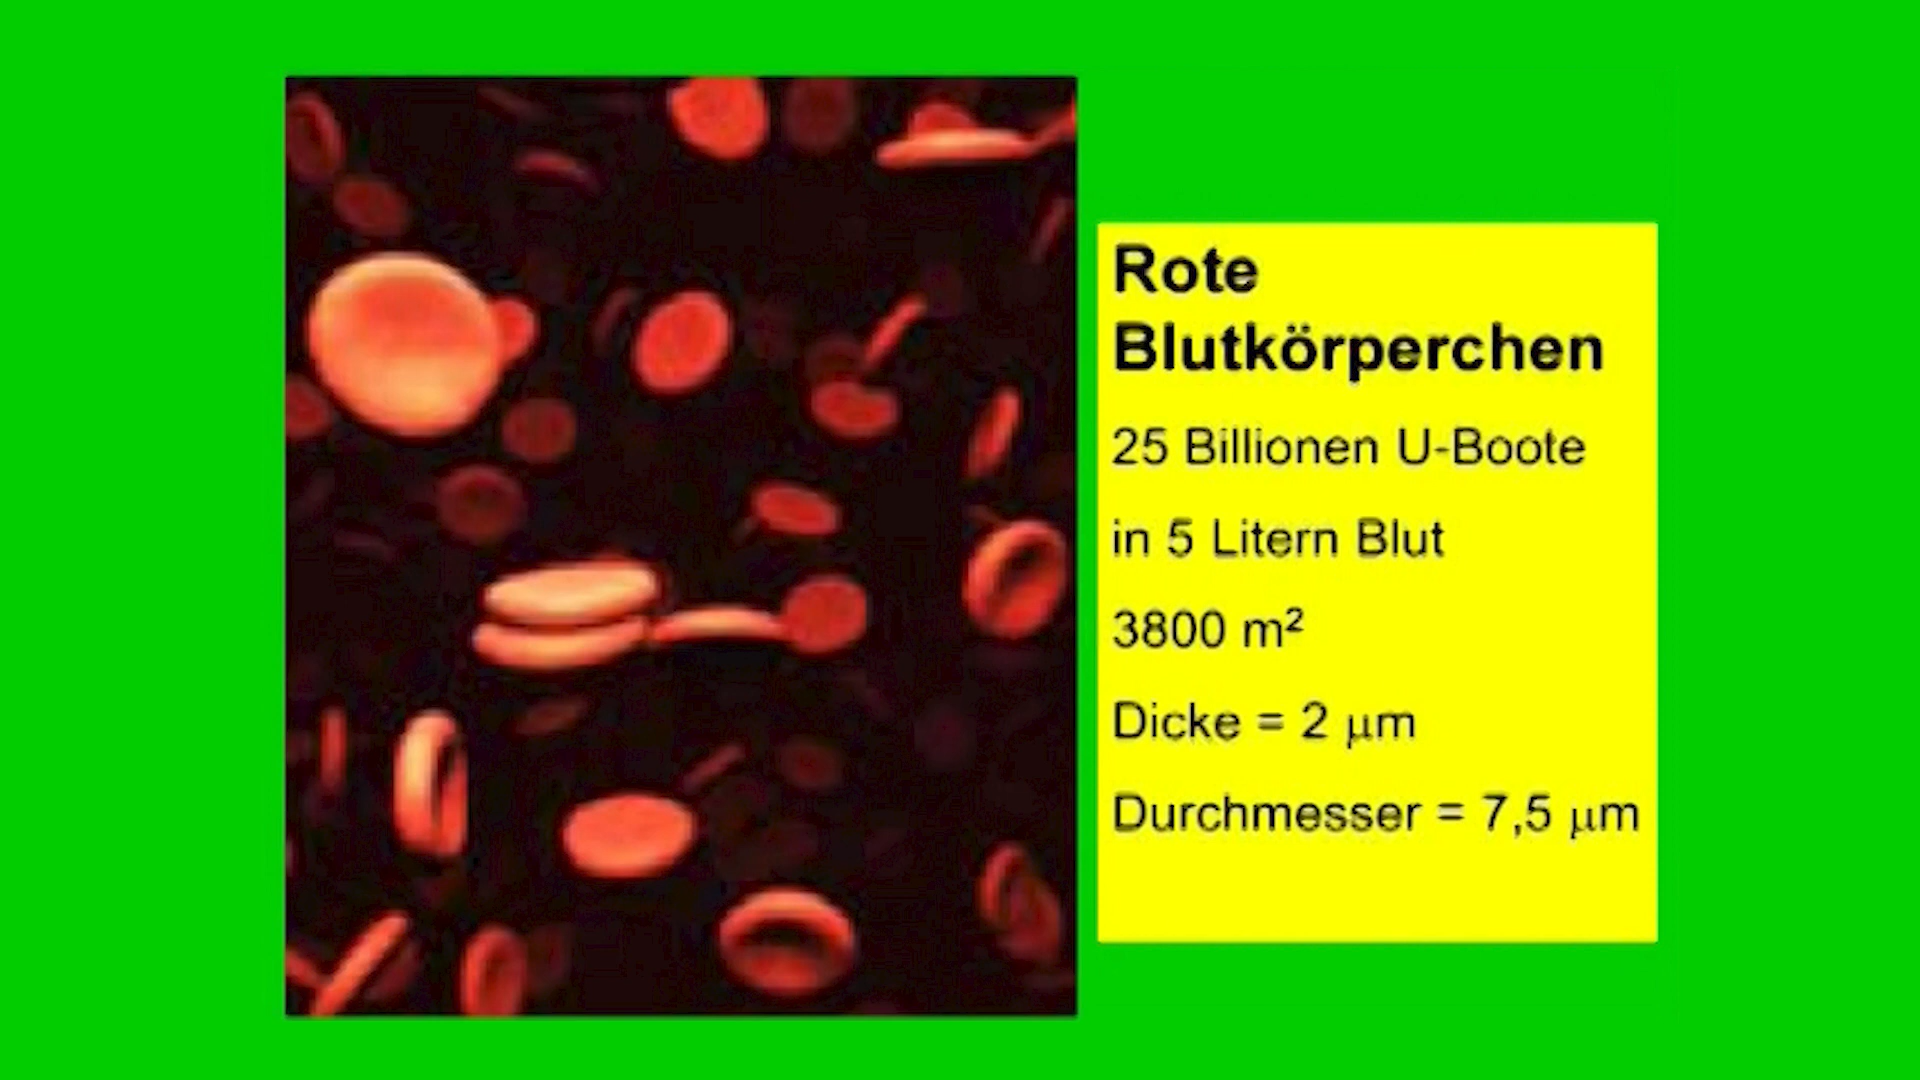 Rote
Blutkörperchen
25 Billionen U-Boote
in 5 Litern Blut
3800 m²
Dicke = 2 μm
Durchmesser = 7,5 μm